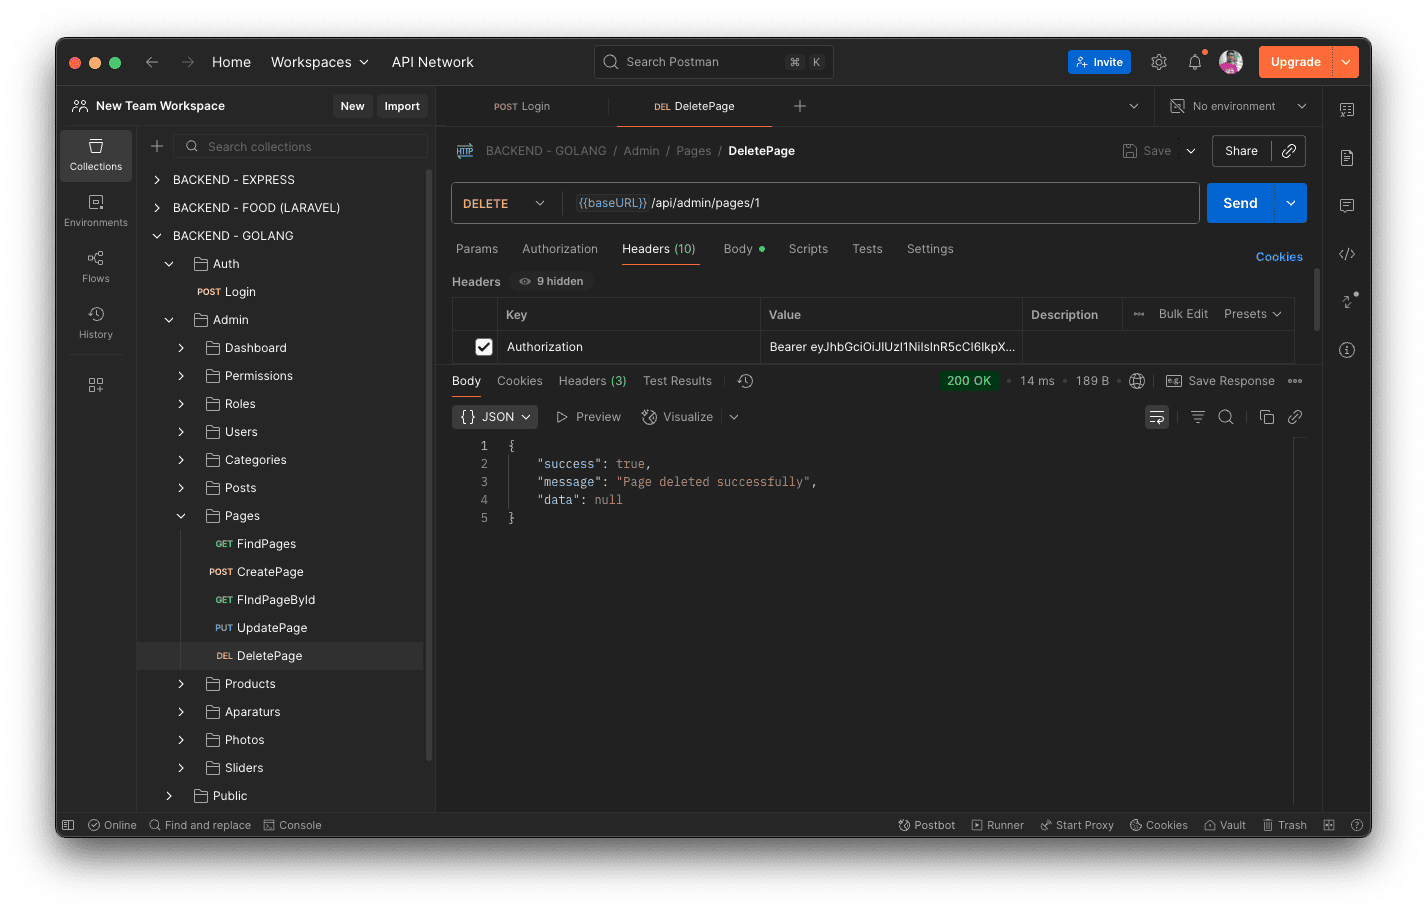 Home
Workspaces
API Network
Search Postman
⌘ K
Invite
Upgrade
New Team Workspace
New
Import
POST Login
DEL DeletePage
No environment
Collections
Environments
Flows
History
Search collections
BACKEND - EXPRESS
BACKEND - FOOD (LARAVEL)
BACKEND - GOLANG
Auth
POST Login
Admin
Dashboard
Permissions
Roles
Users
Categories
Posts
Pages
GET FindPages
POST CreatePage
GET FIndPageById
PUT UpdatePage
DEL DeletePage
Products
Aparaturs
Photos
Sliders
Public
HTTP BACKEND - GOLANG / Admin / Pages / DeletePage
Save
Share
DELETE
{{baseURL}} /api/admin/pages/1
Send
Params Authorization Headers (10) Body Scripts Tests Settings
Cookies
Headers 9 hidden
Key Value Description Bulk Edit Presets
Authorization Bearer eyJhbGciOiJIUzI1NiIsInR5cCI6IkpX...
Body Cookies Headers (3) Test Results
200 OK • 14 ms • 189 B
Save Response
{} JSON Preview Visualize
1 {
2 "success": true,
3 "message": "Page deleted successfully",
4 "data": null
5 }
Online Find and replace Console
Postbot Runner Start Proxy Cookies Vault Trash